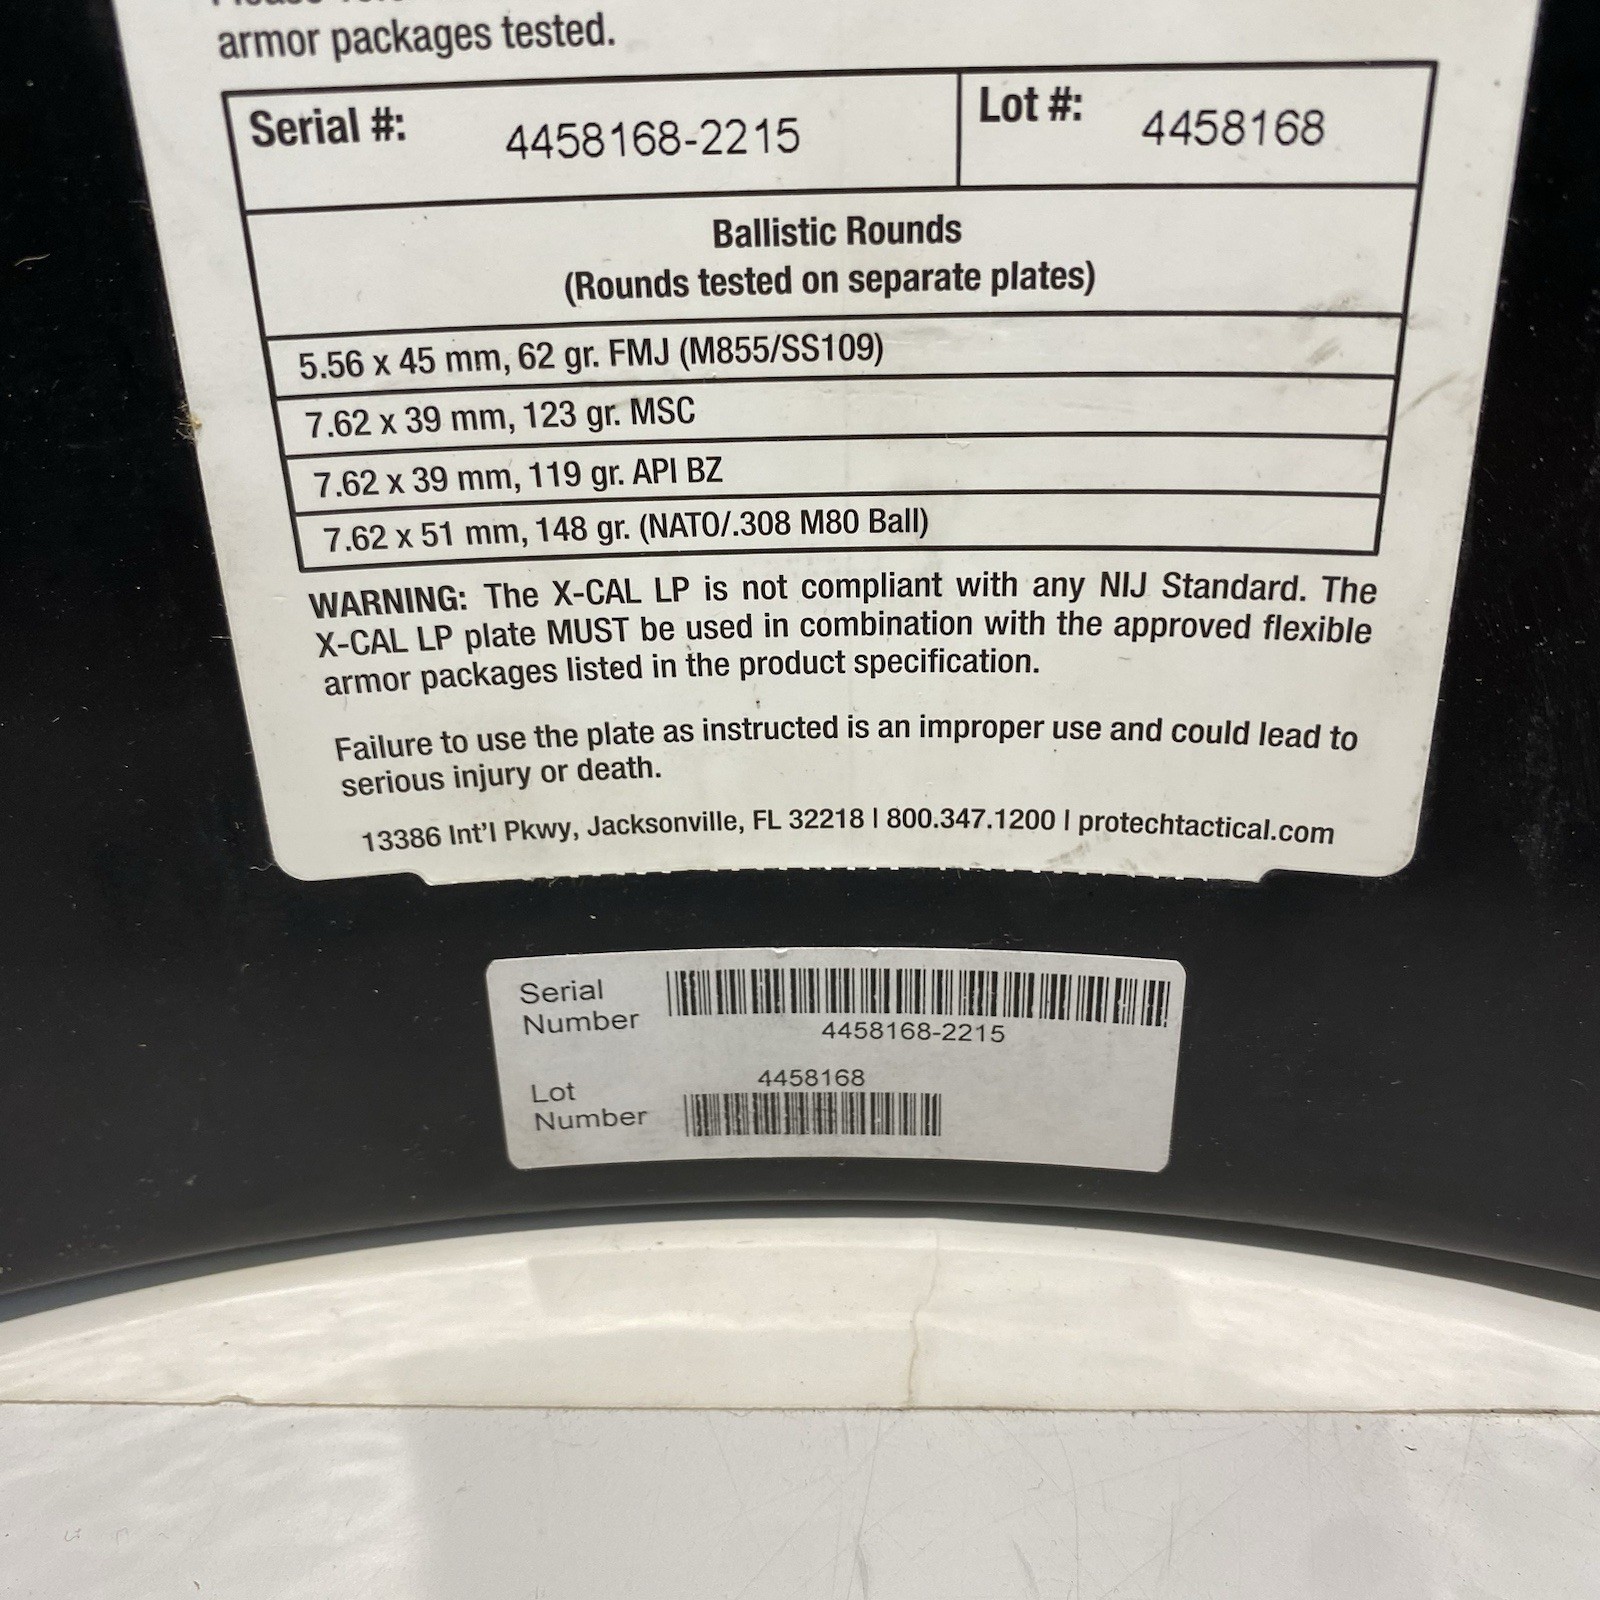 armor packages tested.
Serial #: 4458168-2215
Lot #: 4458168
Ballistic Rounds
(Rounds tested on separate plates)
5.56 x 45 mm, 62 gr. FMJ (M855/SS109)
7.62 x 39 mm, 123 gr. MSC
7.62 x 39 mm, 119 gr. API BZ
7.62 x 51 mm, 148 gr. (NATO/.308 M80 Ball)
WARNING: The X-CAL LP is not compliant with any NIJ Standard. The
X-CAL LP plate MUST be used in combination with the approved flexible
armor packages listed in the product specification.
Failure to use the plate as instructed is an improper use and could lead to
serious injury or death.
13386 Int'l Pkwy, Jacksonville, FL 32218 | 800.347.1200 | protechtactical.com
Serial
Number
4458168-2215
4458168
Lot
Number